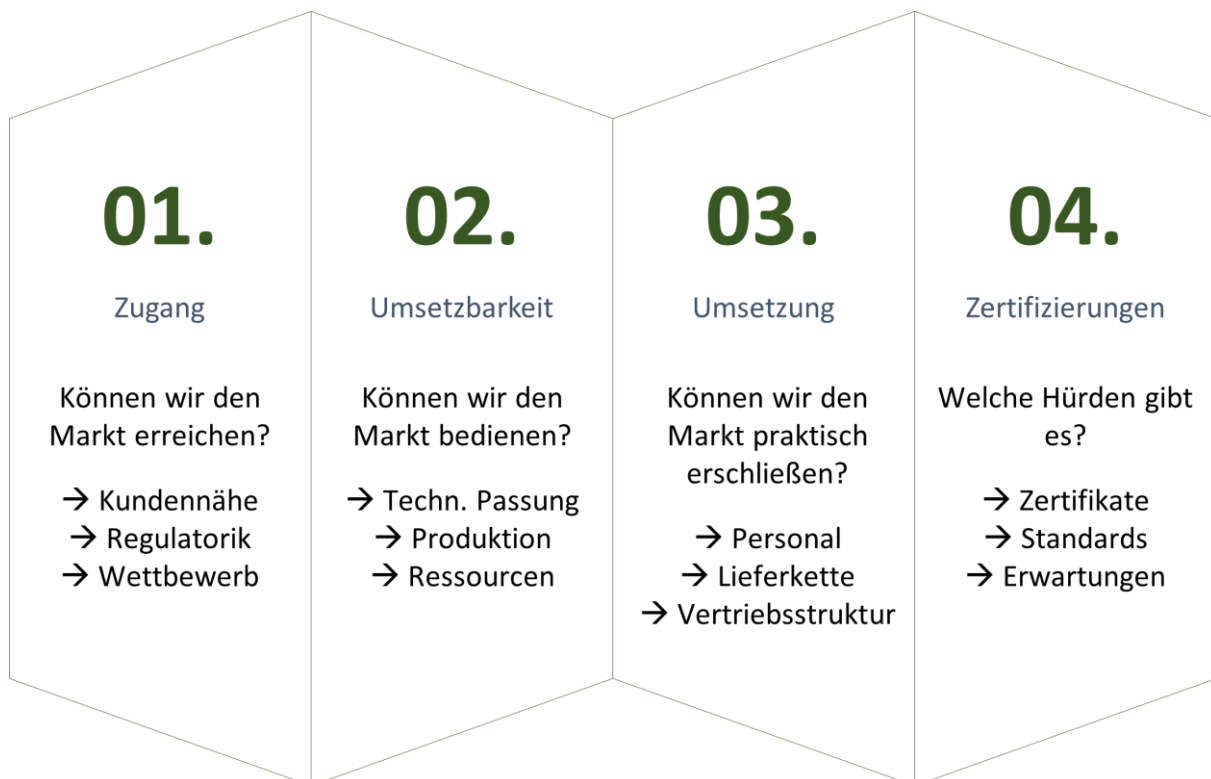 01.
Zugang
Können wir den
Markt erreichen?
→ Kundennähe
→ Regulatorik
→ Wettbewerb
02.
Umsetzbarkeit
Können wir den
Markt bedienen?
→ Techn. Passung
→ Produktion
→ Ressourcen
03.
Umsetzung
Können wir den
Markt praktisch
erschließen?
→ Personal
→ Lieferkette
→ Vertriebsstruktur
04.
Zertifizierungen
Welche Hürden gibt
es?
→ Zertifikate
→ Standards
→ Erwartungen